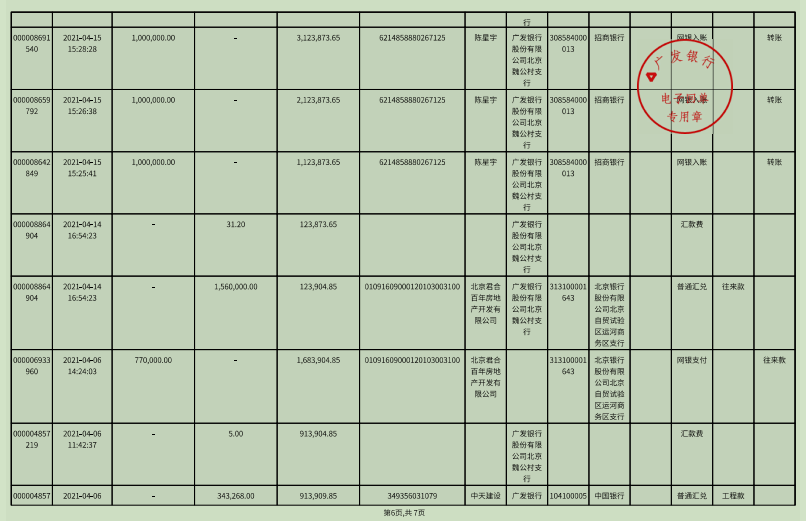 行
000008691540 2021-04-15 15:28:28 1,000,000.00 – 3,123,873.65 6214858880267125 陈星宇 广发银行股份有限公司北京魏公村支行 308584000013 招商银行 网银入账 转账
广发银行
电子回单
专用章
000008659792 2021-04-15 15:26:38 1,000,000.00 – 2,123,873.65 6214858880267125 陈星宇 广发银行股份有限公司北京魏公村支行 308584000013 招商银行 网银入账 转账
000008642849 2021-04-15 15:25:41 1,000,000.00 – 1,123,873.65 6214858880267125 陈星宇 广发银行股份有限公司北京魏公村支行 308584000013 招商银行 网银入账 转账
000008864904 2021-04-14 16:54:23 – 31.20 123,873.65 广发银行股份有限公司北京魏公村支行 汇款费
000008864904 2021-04-14 16:54:23 – 1,560,000.00 123,904.85 01091609000120103003100 北京君合百年房地产开发有限公司 广发银行股份有限公司北京魏公村支行 313100001643 北京银行股份有限公司北京自贸试验区运河商务区支行 普通汇兑 往来款
000006933960 2021-04-06 14:24:03 770,000.00 – 1,683,904.85 01091609000120103003100 北京君合百年房地产开发有限公司 313100001643 北京银行股份有限公司北京自贸试验区运河商务区支行 网银支付 往来款
000004857219 2021-04-06 11:42:37 – 5.00 913,904.85 广发银行股份有限公司北京魏公村支行 汇款费
000004857 2021-04-06 – 343,268.00 913,909.85 349356031079 中天建设 广发银行 104100005 中国银行 普通汇兑 工程款
第6页,共 7页